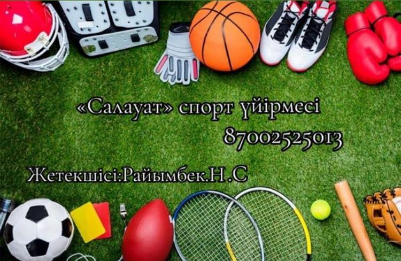 «Салауат» спорт үйірмесі
87002525013
Жетекшісі:Райымбек.Н.С